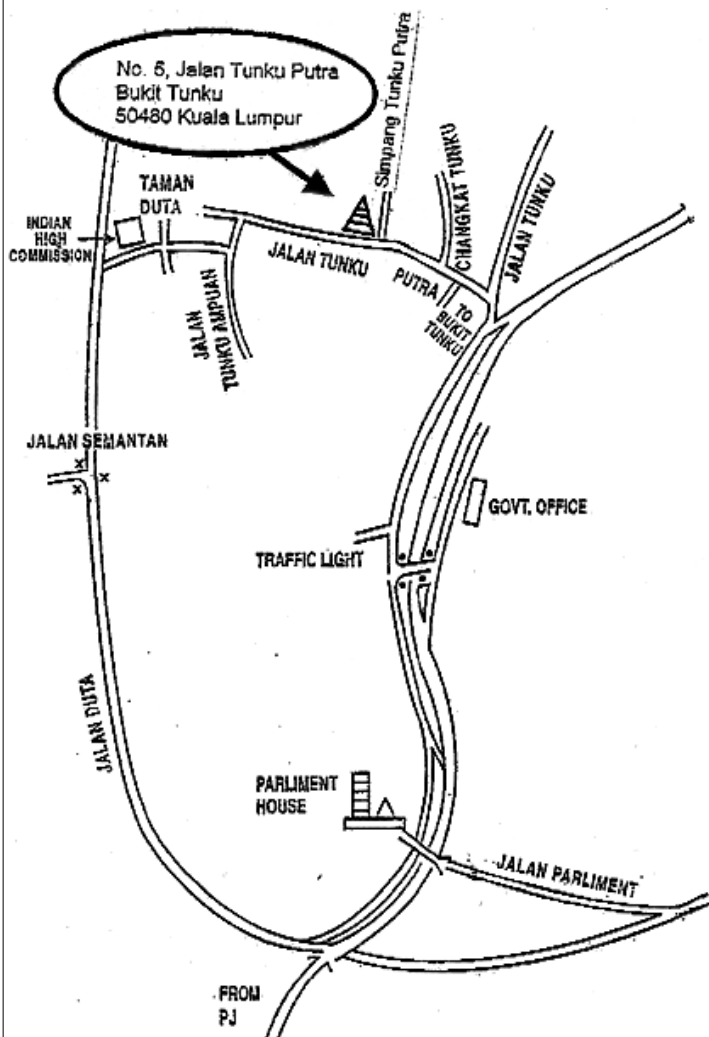 No. 5, Jalan Tunku Putra
Bukit Tunku
50480 Kuala Lumpur
Simpang Tunku Putra
CHANGKAT TUNKU
JALAN TUNKU
TAMAN
DUTA
INDIAN
HIGH
COMMISSION
JALAN TUNKU
PUTRA
TO
BUKIT
TUNKU
JALAN
TUNKU AMPUAN
JALAN SEMANTAN
GOVT. OFFICE
TRAFFIC LIGHT
JALAN DUTA
PARLIMENT
HOUSE
JALAN PARLIMENT
FROM
PJ